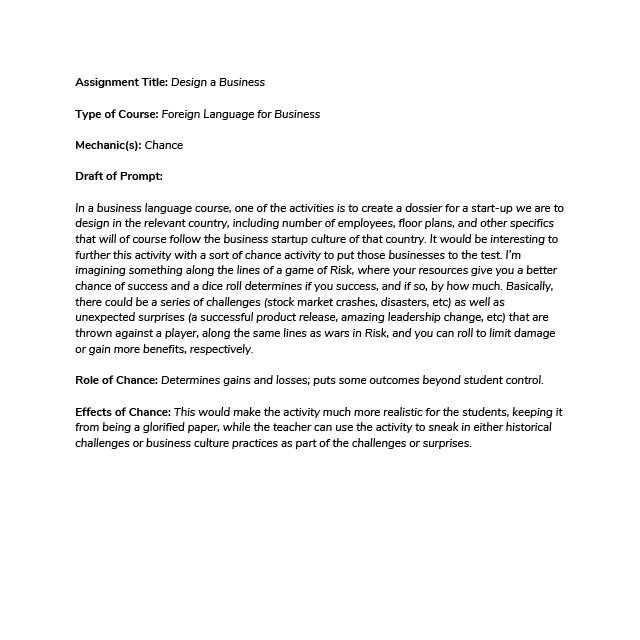 Assignment Title: Design a Business
Type of Course: Foreign Language for Business
Mechanic(s): Chance
Draft of Prompt:
In a business language course, one of the activities is to create a dossier for a start-up we are to
design in the relevant country, including number of employees, floor plans, and other specifics
that will of course follow the business startup culture of that country. It would be interesting to
further this activity with a sort of chance activity to put those businesses to the test. I'm
imagining something along the lines of a game of Risk, where your resources give you a better
chance of success and a dice roll determines if you success, and if so, by how much. Basically,
there could be a series of challenges (stock market crashes, disasters, etc) as well as
unexpected surprises (a successful product release, amazing leadership change, etc) that are
thrown against a player, along the same lines as wars in Risk, and you can roll to limit damage
or gain more benefits, respectively.
Role of Chance: Determines gains and losses; puts some outcomes beyond student control.
Effects of Chance: This would make the activity much more realistic for the students, keeping it
from being a glorified paper, while the teacher can use the activity to sneak in either historical
challenges or business culture practices as part of the challenges or surprises.